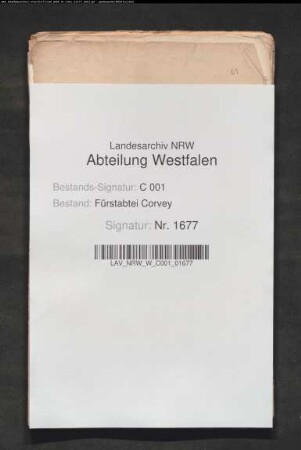 Landesarchiv NRW
Abteilung Westfalen
Bestands-Signatur: C 001
Bestand: Fürstabtei Corvey
Signatur: Nr. 1677
LAV_NRW_W_C001_01677